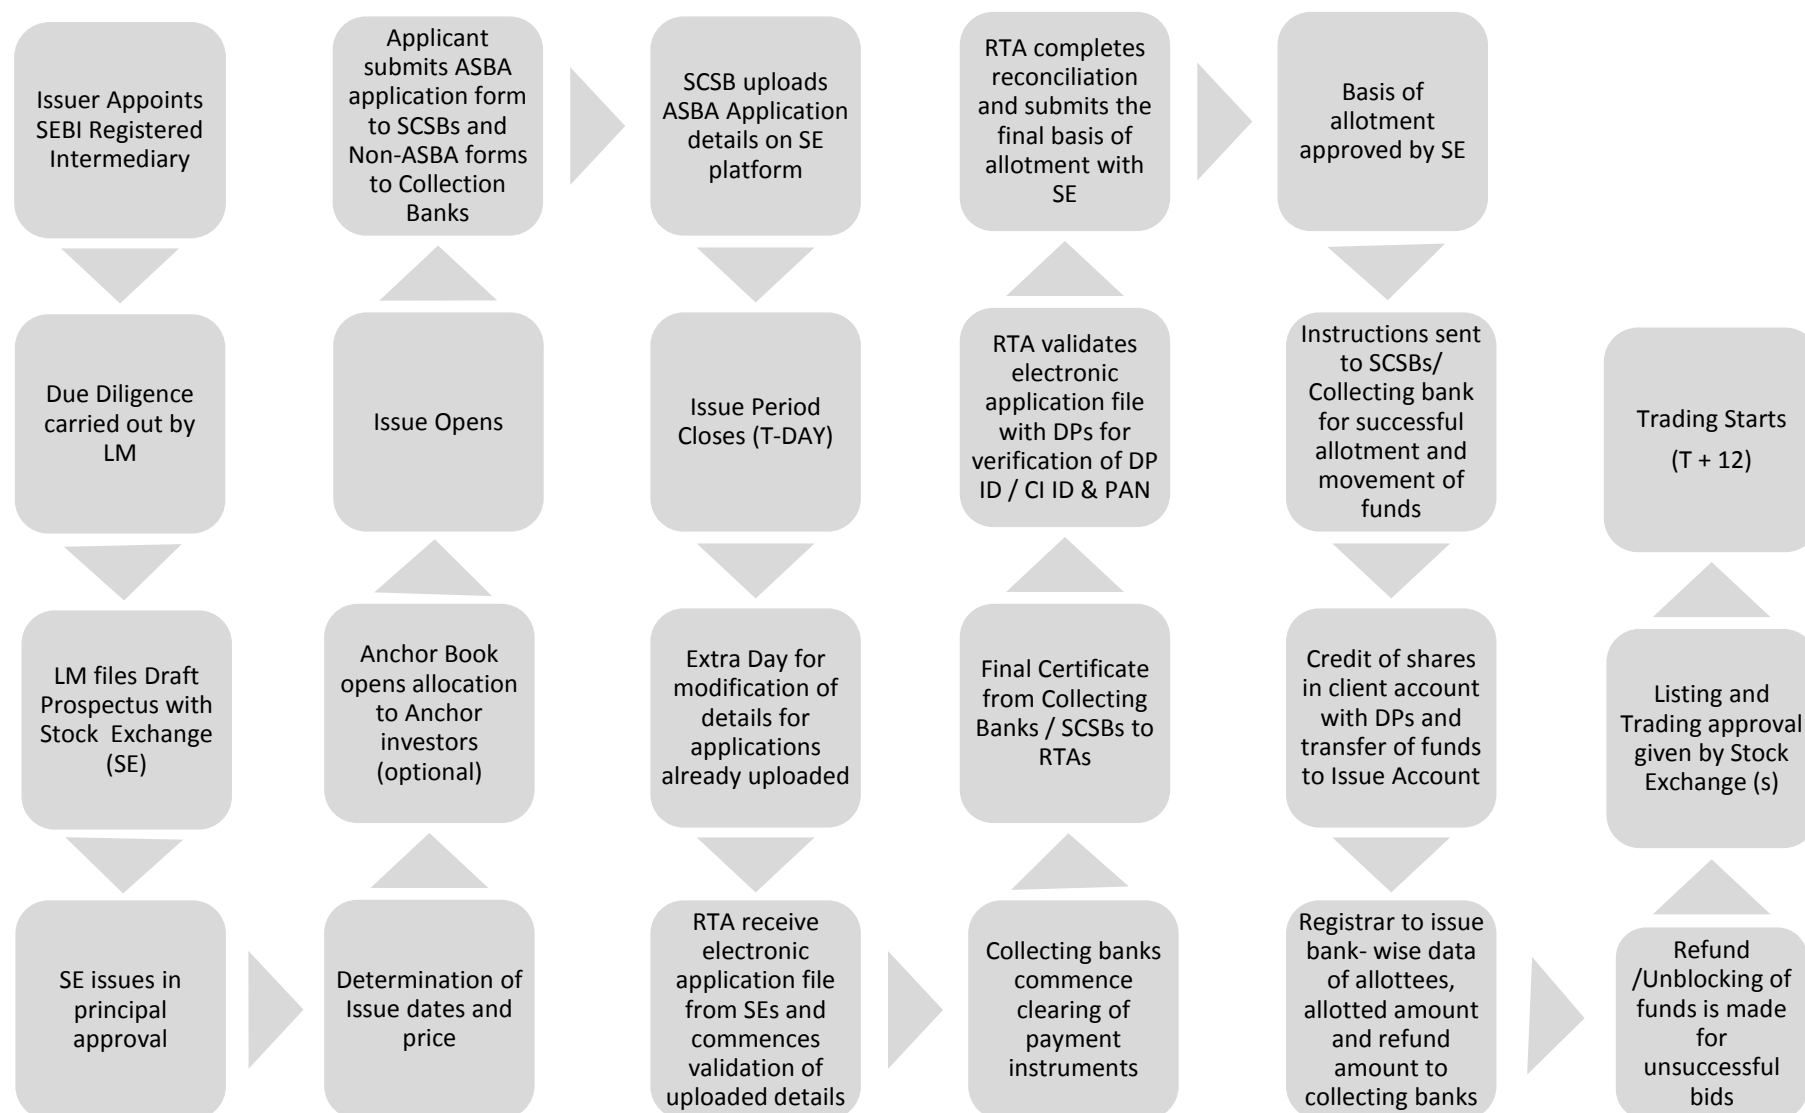 Issuer Appoints
SEBI Registered
Intermediary
Due Diligence
carried out by
LM
LM files Draft
Prospectus with
Stock Exchange
(SE)
SE issues in
principal
approval
Determination of
Issue dates and
price
Anchor Book
opens allocation
to Anchor
investors
(optional)
Issue Opens
Applicant
submits ASBA
application form
to SCSBs and
Non-ASBA forms
to Collection
Banks
SCSB uploads
ASBA Application
details on SE
platform
Issue Period
Closes (T-DAY)
Extra Day for
modification of
details for
applications
already uploaded
RTA receive
electronic
application file
from SEs and
commences
validation of
uploaded details
Collecting banks
commence
clearing of
payment
instruments
Final Certificate
from Collecting
Banks / SCSBs to
RTAs
RTA validates
electronic
application file
with DPs for
verification of DP
ID / CI ID & PAN
RTA completes
reconciliation
and submits the
final basis of
allotment with
SE
Basis of
allotment
approved by SE
Instructions sent
to SCSBs/
Collecting bank
for successful
allotment and
movement of
funds
Credit of shares
in client account
with DPs and
transfer of funds
to Issue Account
Registrar to issue
bank- wise data
of allottees,
allotted amount
and refund
amount to
collecting banks
Refund
/Unblocking of
funds is made
for
unsuccessful
bids
Listing and
Trading approval
given by Stock
Exchange (s)
Trading Starts
(T + 12)